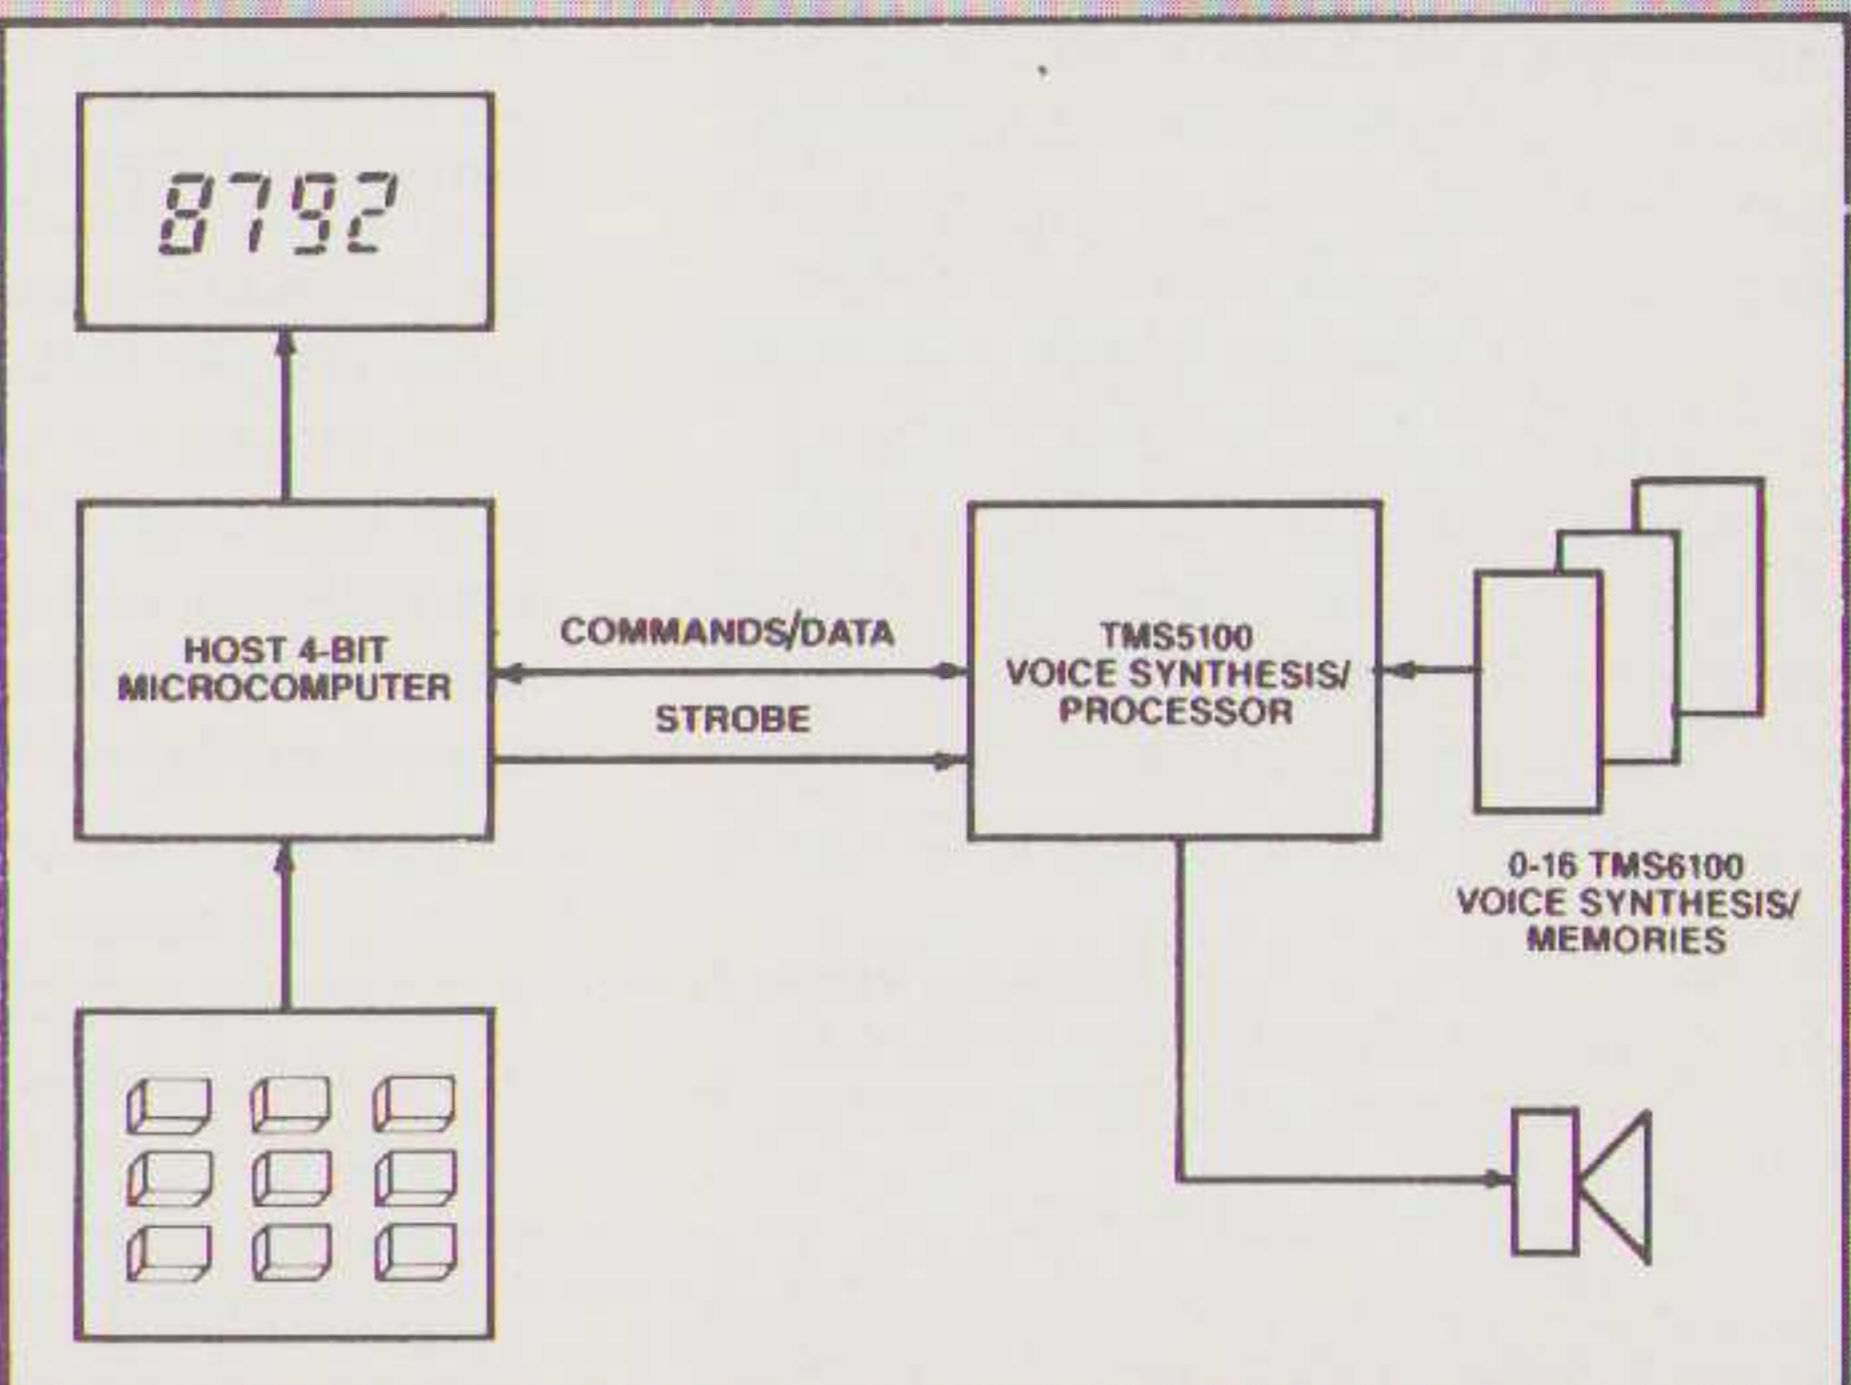 8792
HOST 4-BIT
MICROCOMPUTER
COMMANDS/DATA
STROBE
TMS5100
VOICE SYNTHESIS/
PROCESSOR
0-16 TMS6100
VOICE SYNTHESIS/
MEMORIES